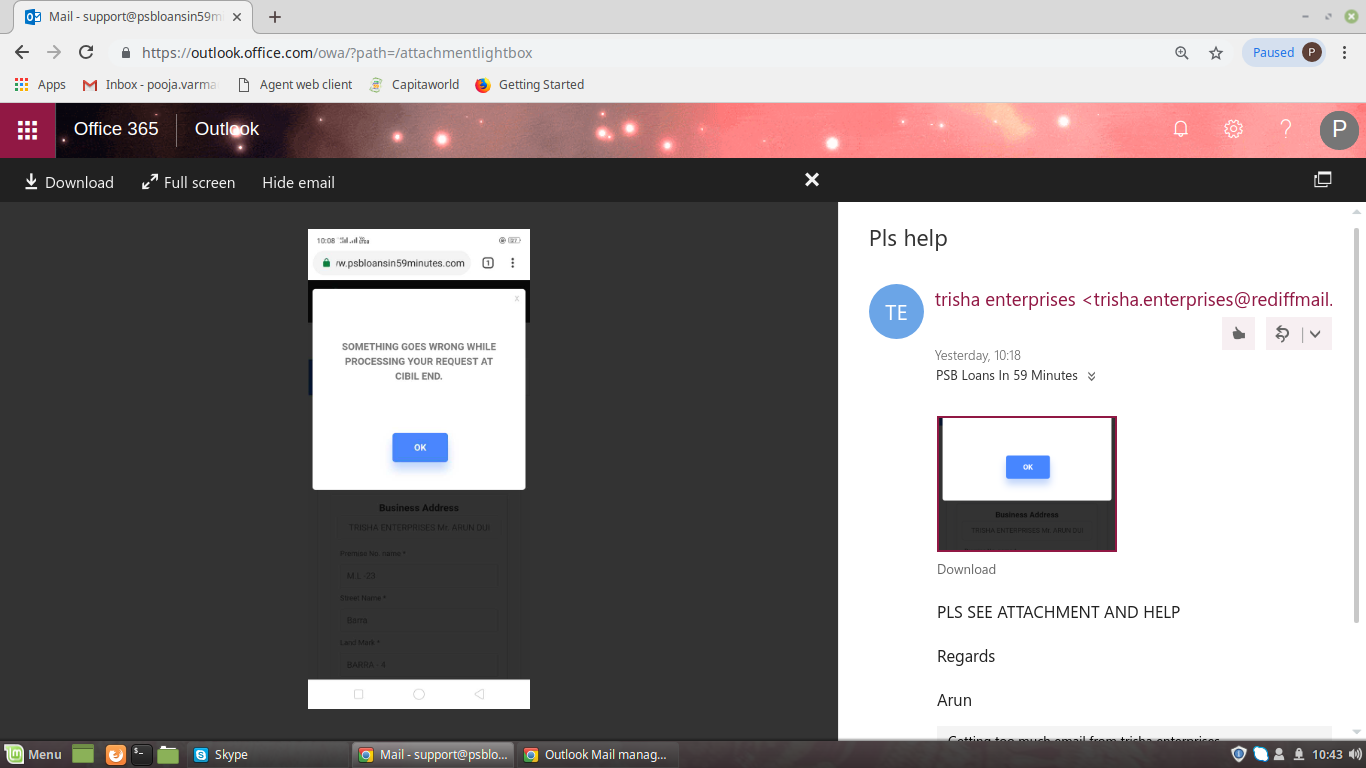 Mail - support@psbloansin59mi
https://outlook.office.com/owa/?path=/attachmentlightbox
Paused P
Apps
Inbox - pooja.varma
Agent web client
Capitaworld
Getting Started
Office 365
Outlook
P
Download
Full screen
Hide email
10:08
w.psbloansin59minutes.com
1
x
SOMETHING GOES WRONG WHILE
PROCESSING YOUR REQUEST AT
CIBIL END.
OK
Business Address
TRISHA ENTERPRISES Mr. ARUN DUI
Premises No. name *
M.L -23
Street Name *
Barra
Land Mark *
BARRA - 4
Pls help
TE
trisha enterprises <trisha.enterprises@rediffmail.
Yesterday, 10:18
PSB Loans In 59 Minutes
OK
Business Address
TRISHA ENTERPRISES Mr. ARUN DUI
Download
PLS SEE ATTACHMENT AND HELP
Regards
Arun
Getting too much email from trisha enterprises
Menu
Skype
Mail - support@psblo...
Outlook Mail manag...
10:43